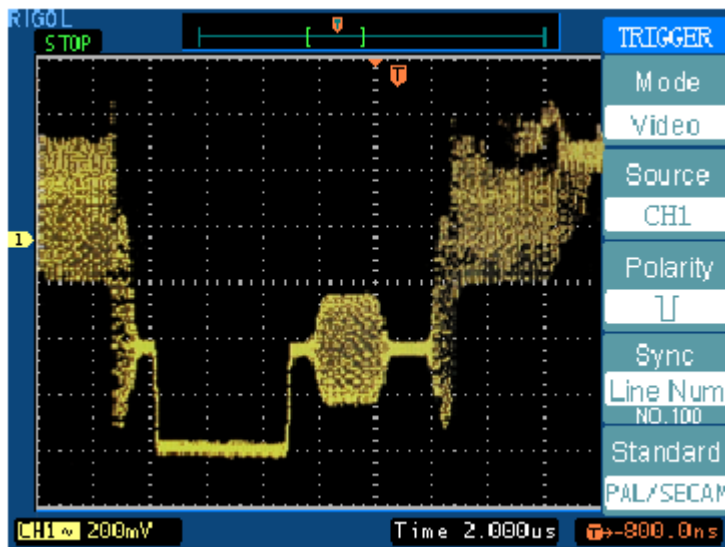 RIGOL
STOP
T
T
1
TRIGGER
Mode
Video
Source
CH1
Polarity
Sync
Line Num
NO.100
Standard
PAL/SECAM
CH1~ 200mV
Time 2.000us
T→-800.0ns